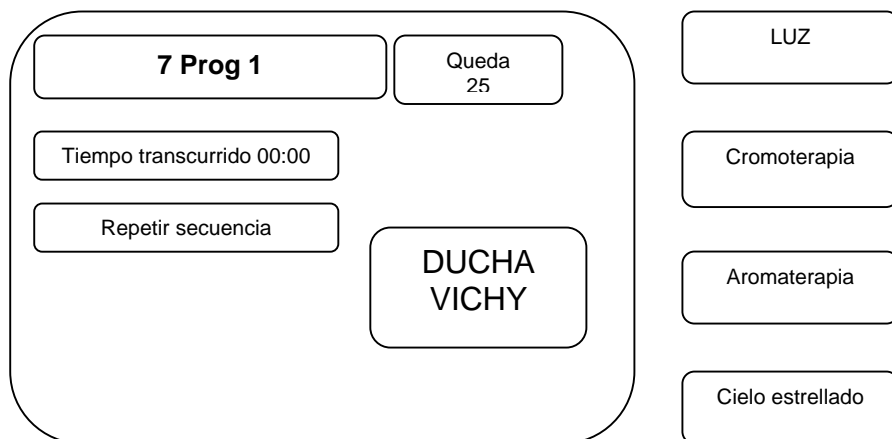 7 Prog 1
Queda
25
LUZ
Tiempo transcurrido 00:00
Cromoterapia
Repetir secuencia
DUCHA
VICHY
Aromaterapia
Cielo estrellado